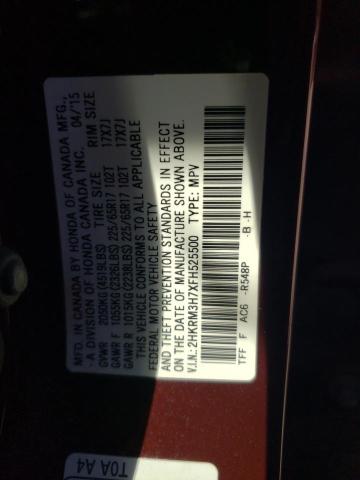 MFD. IN CANADA BY HONDA OF CANADA MFG.,
- A DIVISION OF HONDA CANADA INC. 04/'15
TIRE SIZE RIM SIZE
GVWR 2050KG(4519LBS)
GAWR F 1055KG(2326LBS) 225/65R17 102T 17X7J
GAWR R 1015KG(2238LBS) 225/65R17 102T 17X7J
THIS VEHICLE CONFORMS TO ALL APPLICABLE
FEDERAL MOTOR VEHICLE SAFETY
AND THEFT PREVENTION STANDARDS IN EFFECT
ON THE DATE OF MANUFACTURE SHOWN ABOVE.
V.I.N.: 2HKRM3H7XFH525500 TYPE: MPV
TFF F AC6 -R548P -B -H
T0A A4